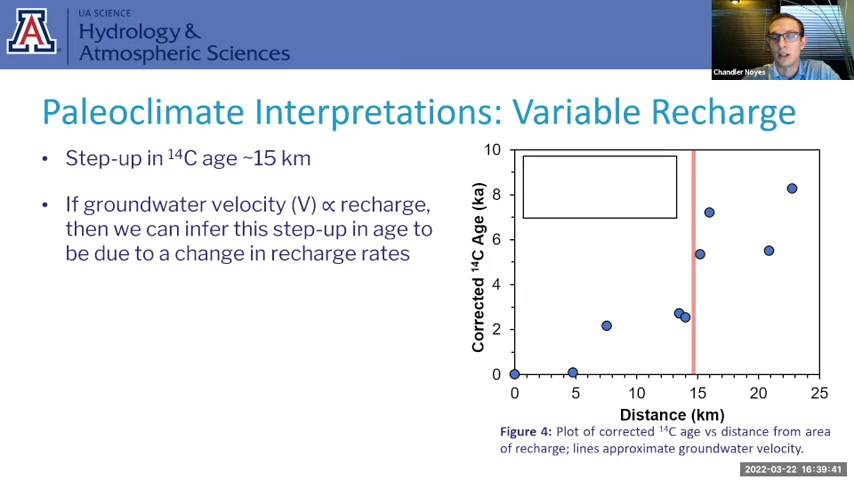 UA SCIENCE
Hydrology &
Atmospheric Sciences
Chandler Noyes
Paleoclimate Interpretations: Variable Recharge
• Step-up in ¹⁴C age ~15 km
• If groundwater velocity (V) ∝ recharge,
then we can infer this step-up in age to
be due to a change in recharge rates
Corrected ¹⁴C Age (ka)
10
8
6
4
2
0
0 5 10 15 20 25
Distance (km)
Figure 4: Plot of corrected ¹⁴C age vs distance from area
of recharge; lines approximate groundwater velocity.
2022-03-22 16:39:41